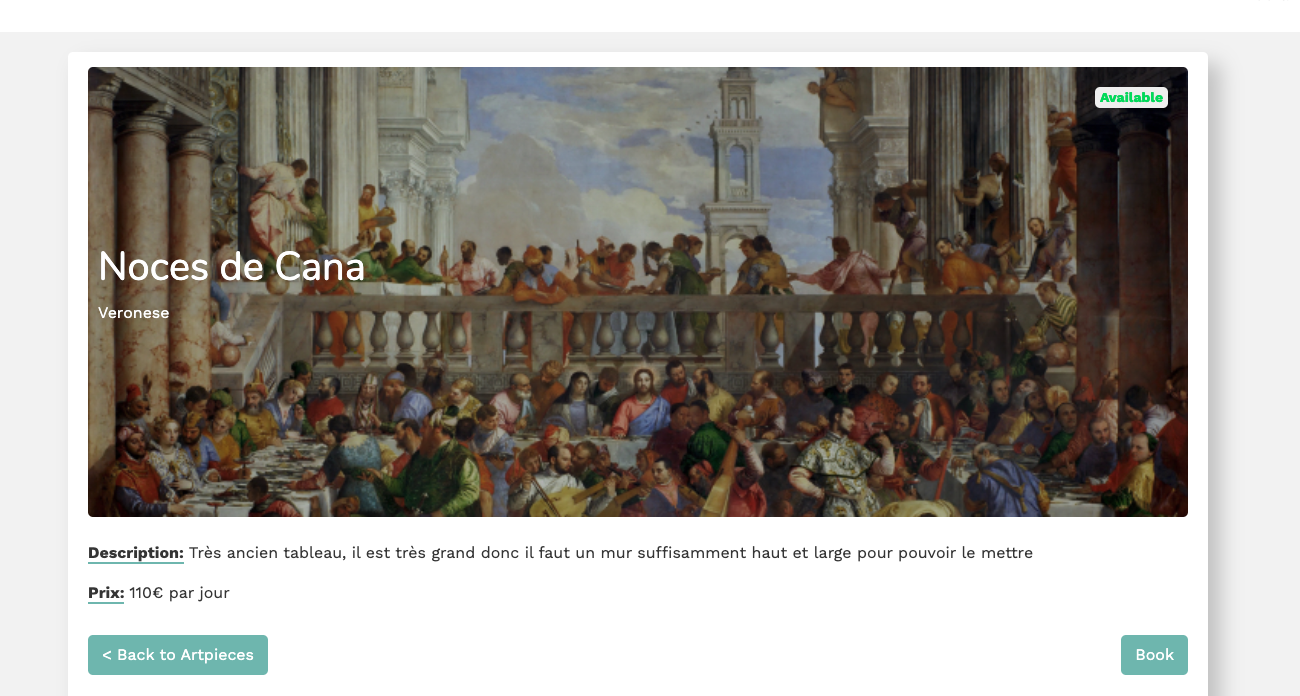 Available
Noces de Cana
Veronese
Description: Très ancien tableau, il est très grand donc il faut un mur suffisamment haut et large pour pouvoir le mettre
Prix: 110€ par jour
< Back to Artpieces
Book